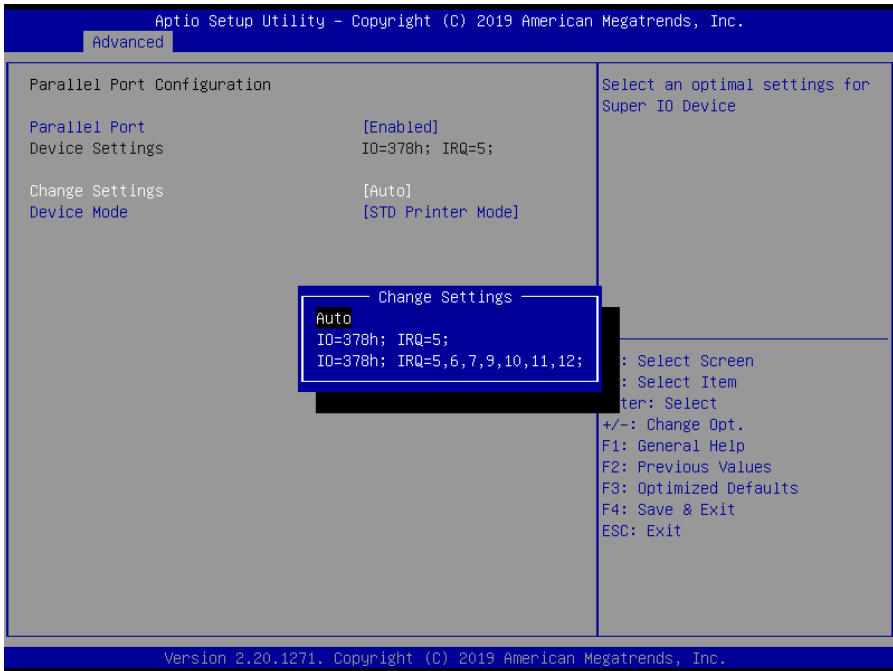 Aptio Setup Utility – Copyright (C) 2019 American Megatrends, Inc.
Advanced
Parallel Port Configuration
Parallel Port [Enabled]
Device Settings IO=378h; IRQ=5;
Change Settings [Auto]
Device Mode [STD Printer Mode]
Select an optimal settings for
Super IO Device
Change Settings
Auto
IO=378h; IRQ=5;
IO=378h; IRQ=5,6,7,9,10,11,12;
: Select Screen
: Select Item
ter: Select
+/-: Change Opt.
F1: General Help
F2: Previous Values
F3: Optimized Defaults
F4: Save & Exit
ESC: Exit
Version 2.20.1271. Copyright (C) 2019 American Megatrends, Inc.